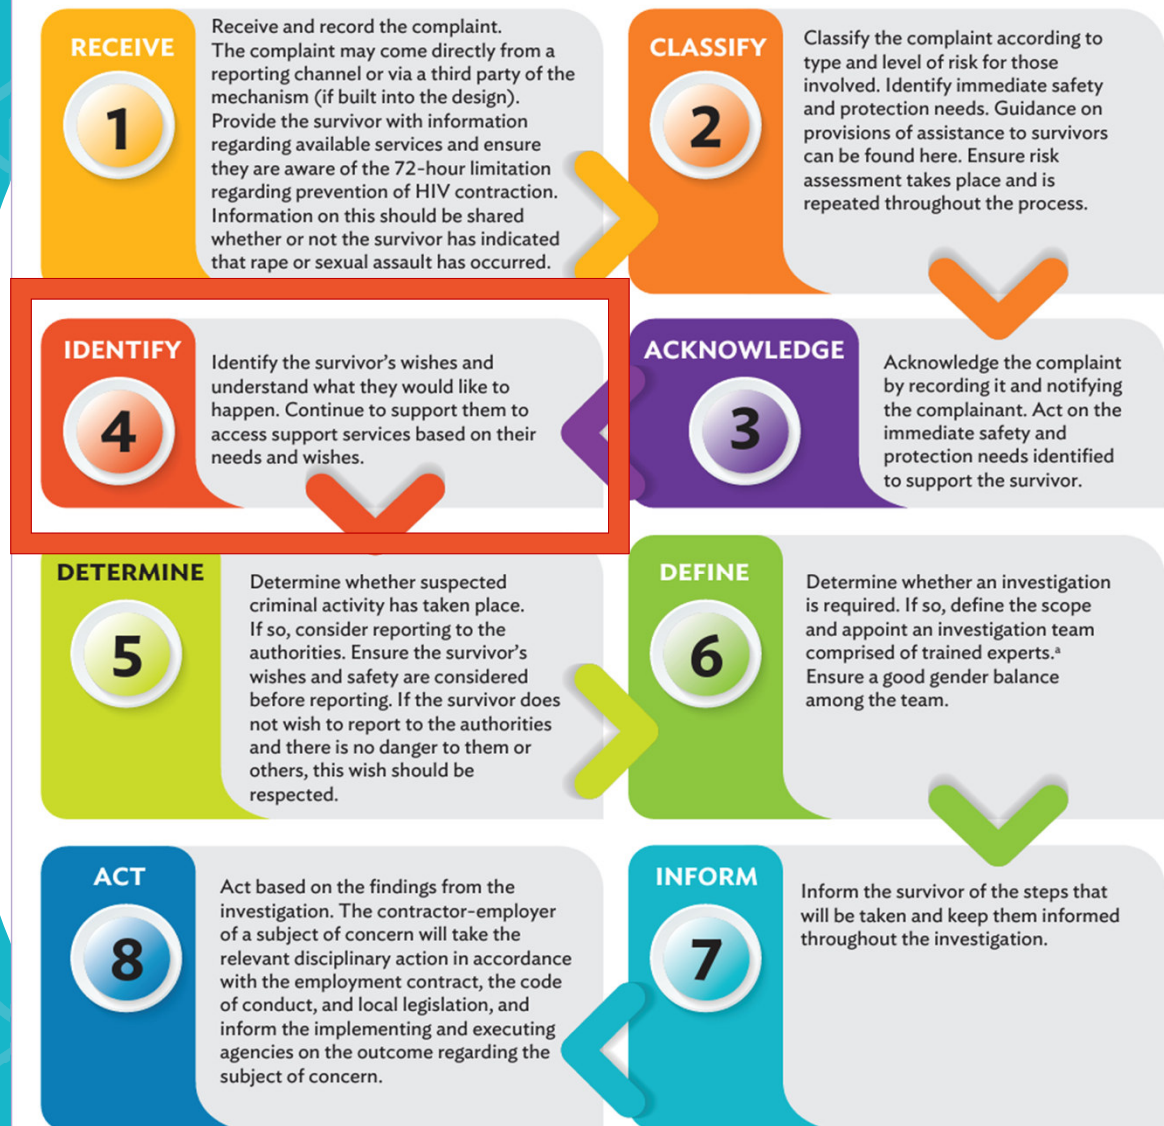 RECEIVE
1
Receive and record the complaint.
The complaint may come directly from a
reporting channel or via a third party of the
mechanism (if built into the design).
Provide the survivor with information
regarding available services and ensure
they are aware of the 72-hour limitation
regarding prevention of HIV contraction.
Information on this should be shared
whether or not the survivor has indicated
that rape or sexual assault has occurred.
CLASSIFY
2
Classify the complaint according to
type and level of risk for those
involved. Identify immediate safety
and protection needs. Guidance on
provisions of assistance to survivors
can be found here. Ensure risk
assessment takes place and is
repeated throughout the process.
ACKNOWLEDGE
3
Acknowledge the complaint
by recording it and notifying
the complainant. Act on the
immediate safety and
protection needs identified
to support the survivor.
IDENTIFY
4
Identify the survivor's wishes and
understand what they would like to
happen. Continue to support them to
access support services based on their
needs and wishes.
DETERMINE
5
Determine whether suspected
criminal activity has taken place.
If so, consider reporting to the
authorities. Ensure the survivor's
wishes and safety are considered
before reporting. If the survivor does
not wish to report to the authorities
and there is no danger to them or
others, this wish should be
respected.
DEFINE
6
Determine whether an investigation
is required. If so, define the scope
and appoint an investigation team
comprised of trained experts.ª
Ensure a good gender balance
among the team.
INFORM
7
Inform the survivor of the steps that
will be taken and keep them informed
throughout the investigation.
ACT
8
Act based on the findings from the
investigation. The contractor-employer
of a subject of concern will take the
relevant disciplinary action in accordance
with the employment contract, the code
of conduct, and local legislation, and
inform the implementing and executing
agencies on the outcome regarding the
subject of concern.